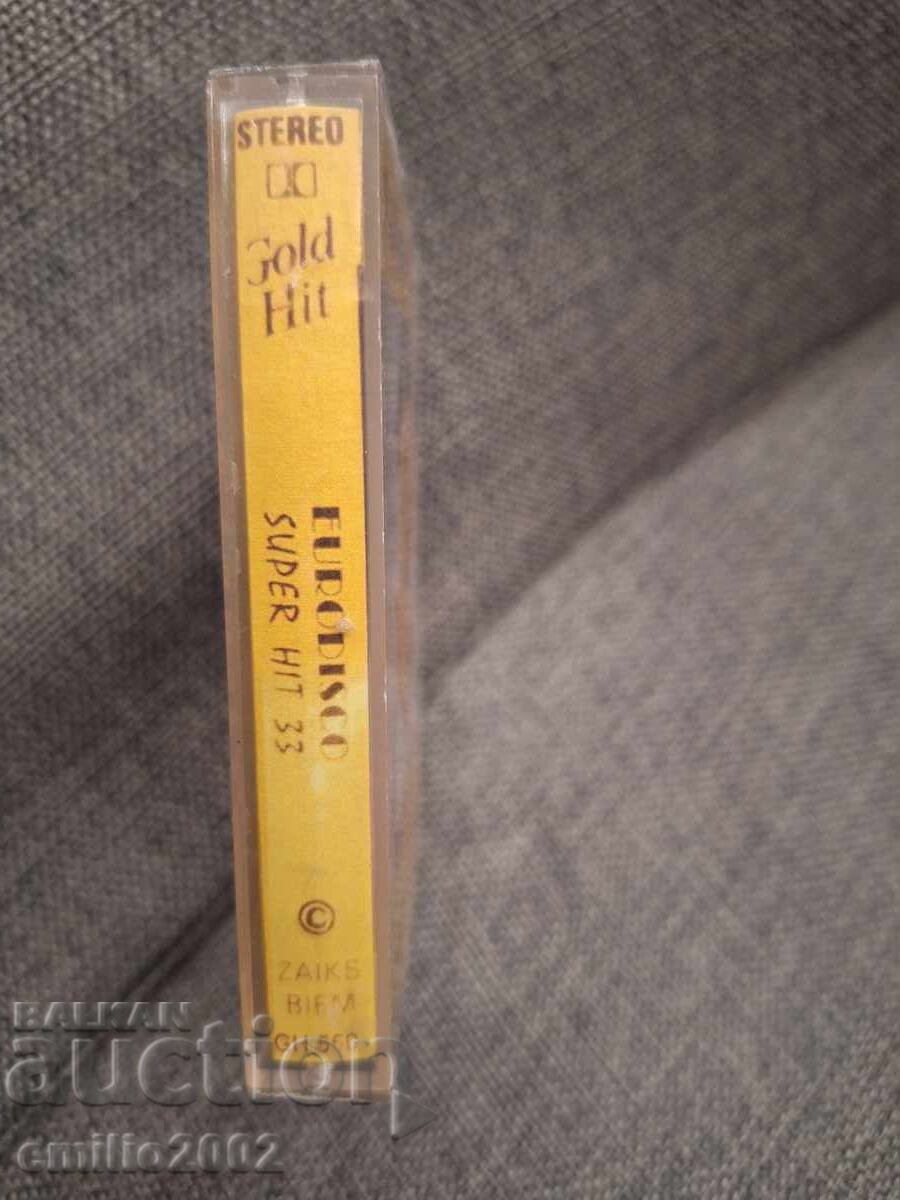 STEREO
Gold
Hit
EURODISCO
SUPER HIT 33
©
ZAIKS
BIEM
BALKAN
auction
emilio2002